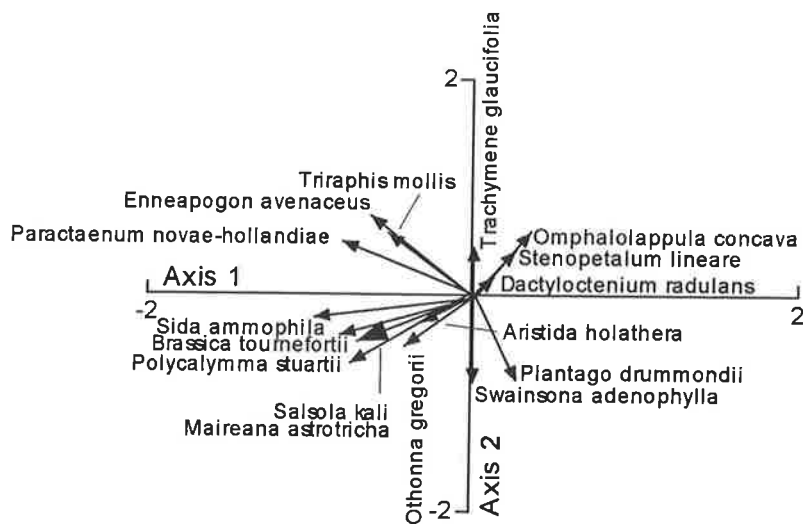 2
Trachymene glaucifolia
Triraphis mollis
Enneapogon avenaceus
Paractaenum novae-hollandiae
Omphalolappula concava
Stenopetalum lineare
Axis 1
Dactyloctenium radulans
-2
2
Sida ammophila
Brassica tournefortii
Polycalymma stuartii
Aristida holathera
Plantago drummondii
Swainsona adenophylla
Salsola kali
Maireana astrotricha
Othonna gregorii
Axis 2
-2